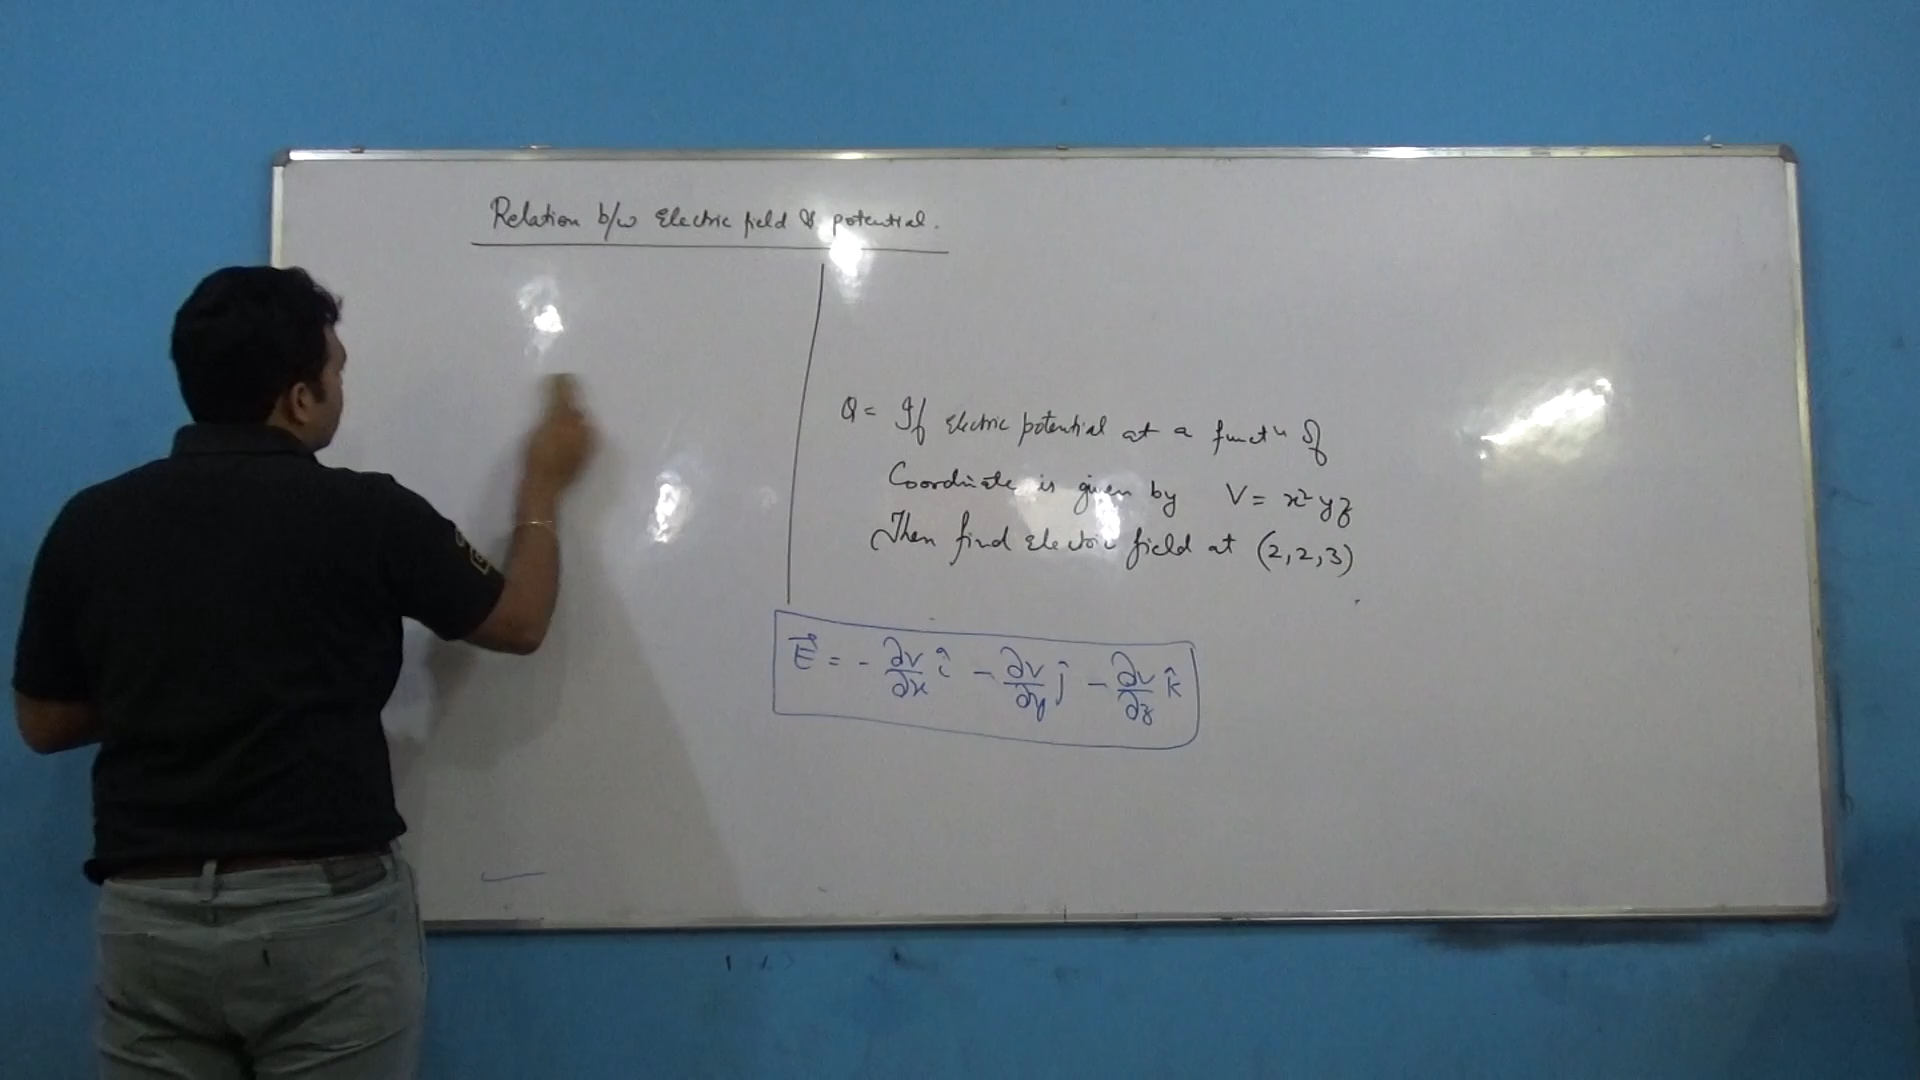 Relation b/w Electric field & potential.
Q = If electric potential at a functn of
Coordinate is given by V = x²yz
Then find electric field at (2,2,3)
E⃗ = - ∂V/∂x î - ∂V/∂y ĵ - ∂V/∂z k̂